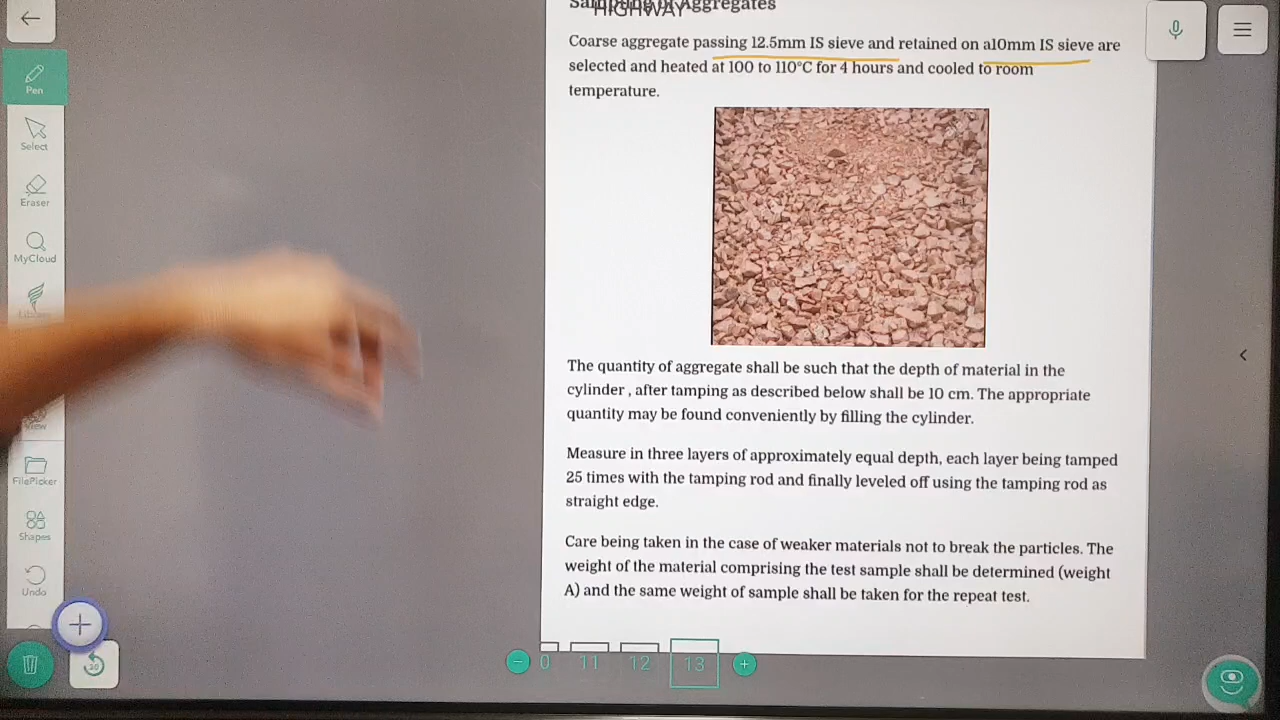 Sampling of Aggregates
HIGHWAY
Coarse aggregate passing 12.5mm IS sieve and retained on a10mm IS sieve are
selected and heated at 100 to 110°C for 4 hours and cooled to room
temperature.
Pen
Select
Eraser
MyCloud
Library
View
FilePicker
Shapes
Undo
The quantity of aggregate shall be such that the depth of material in the
cylinder , after tamping as described below shall be 10 cm. The appropriate
quantity may be found conveniently by filling the cylinder.
Measure in three layers of approximately equal depth, each layer being tamped
25 times with the tamping rod and finally leveled off using the tamping rod as
straight edge.
Care being taken in the case of weaker materials not to break the particles. The
weight of the material comprising the test sample shall be determined (weight
A) and the same weight of sample shall be taken for the repeat test.
0 11 12 13
10